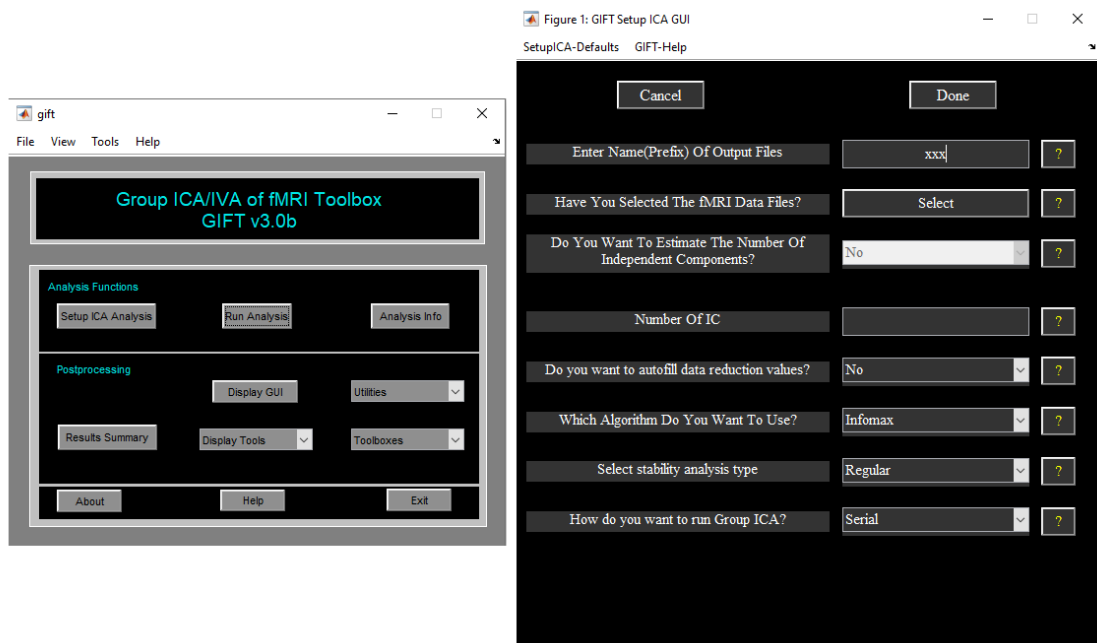 gift
File View Tools Help
Group ICA/IVA of fMRI Toolbox
GIFT v3.0b
Analysis Functions
Setup ICA Analysis Run Analysis Analysis Info
Postprocessing
Display GUI Utilities
Results Summary Display Tools Toolboxes
About Help Exit
Figure 1: GIFT Setup ICA GUI
SetupICA-Defaults GIFT-Help
Cancel Done
Enter Name(Prefix) Of Output Files xxx ?
Have You Selected The fMRI Data Files? Select ?
Do You Want To Estimate The Number Of
Independent Components? No ?
Number Of IC ?
Do you want to autofill data reduction values? No ?
Which Algorithm Do You Want To Use? Infomax ?
Select stability analysis type Regular ?
How do you want to run Group ICA? Serial ?